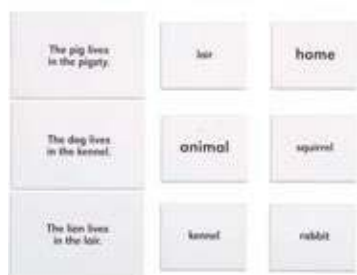 The pig lives
in the pigsty.
lair
home
The dog lives
in the kennel.
animal
squirrel
The lion lives
in the lair.
kennel
rabbit